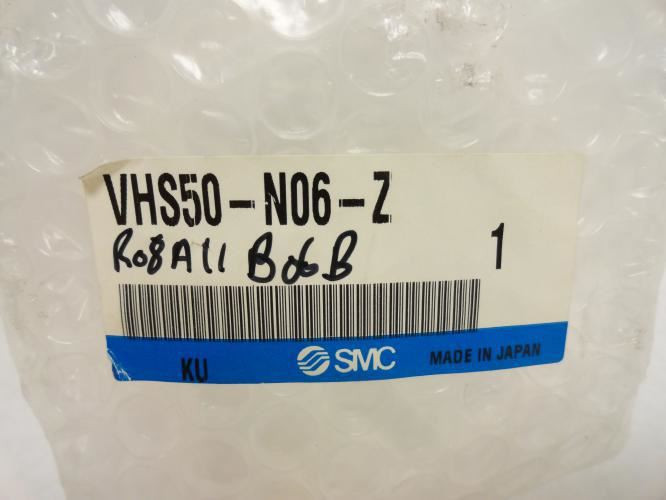 VHS50-N06-Z
R08A11 B06B
1
KU SMC MADE IN JAPAN